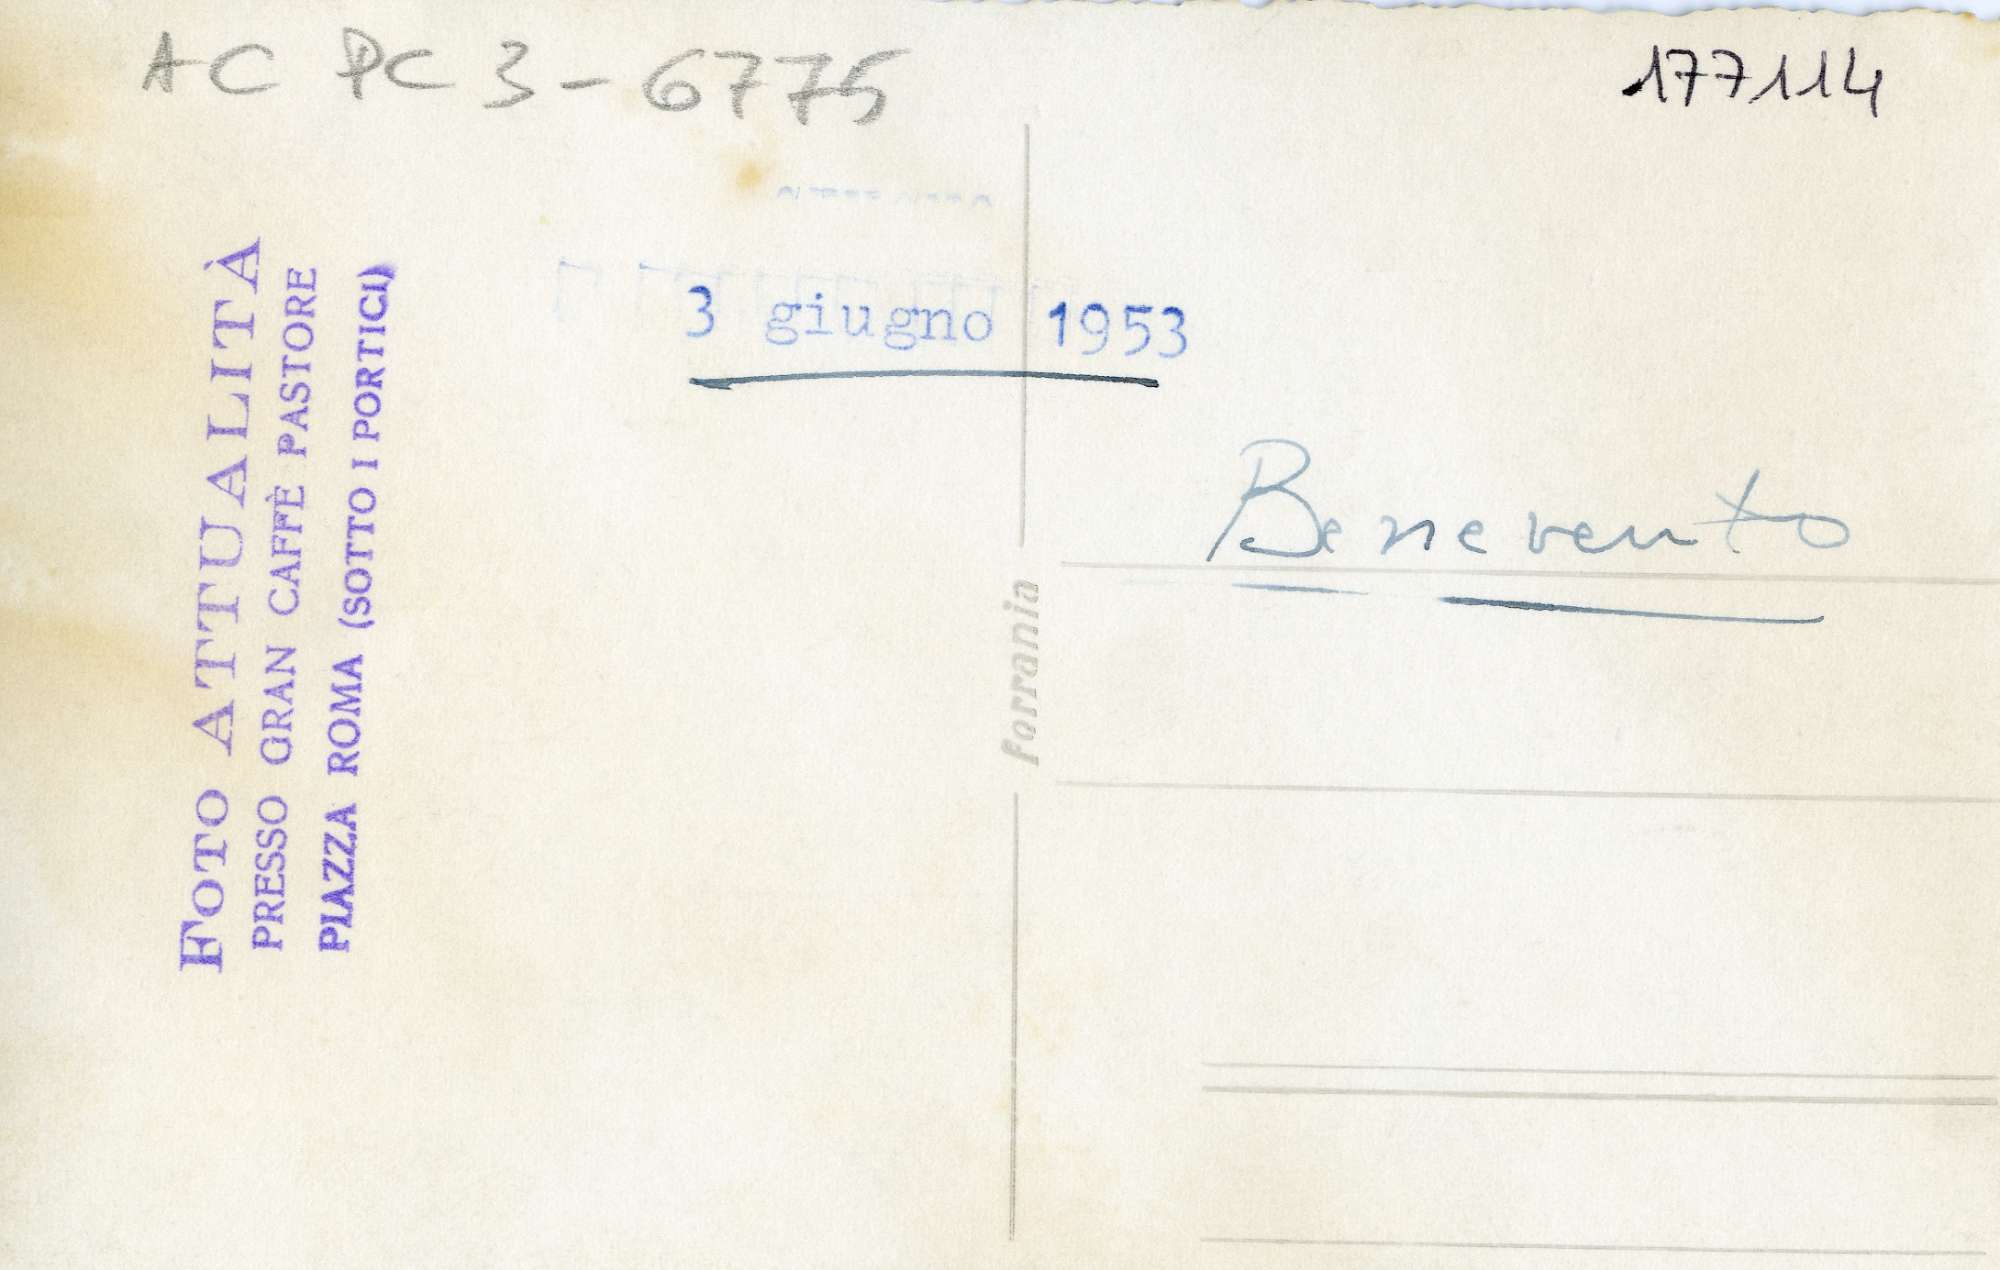 AC PC 3-6775
177114
3 giugno 1953
Benevento
FOTO ATTUALITÀ
PRESSO GRAN CAFFÈ PASTORE
PIAZZA ROMA (SOTTO I PORTICI)
Ferrania